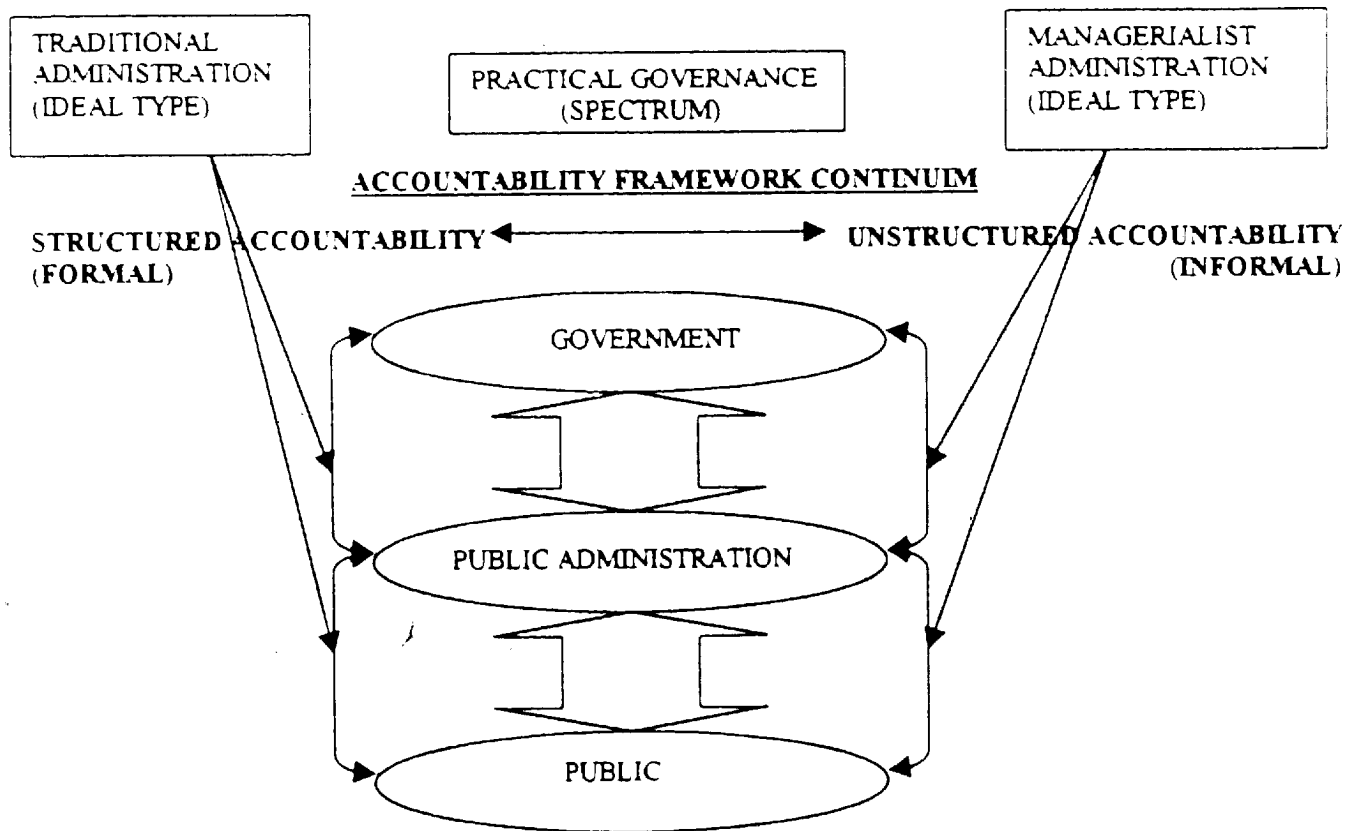 TRADITIONAL
ADMINISTRATION
(IDEAL TYPE)
PRACTICAL GOVERNANCE
(SPECTRUM)
MANAGERIALIST
ADMINISTRATION
(IDEAL TYPE)
ACCOUNTABILITY FRAMEWORK CONTINUIM
STRUCTURED ACCOUNTABILITY
(FORMAL)
UNSTRUCTURED ACCOUNTABILITY
(INFORMAL)
GOVERNMENT
PUBLIC ADMINISTRATION
PUBLIC